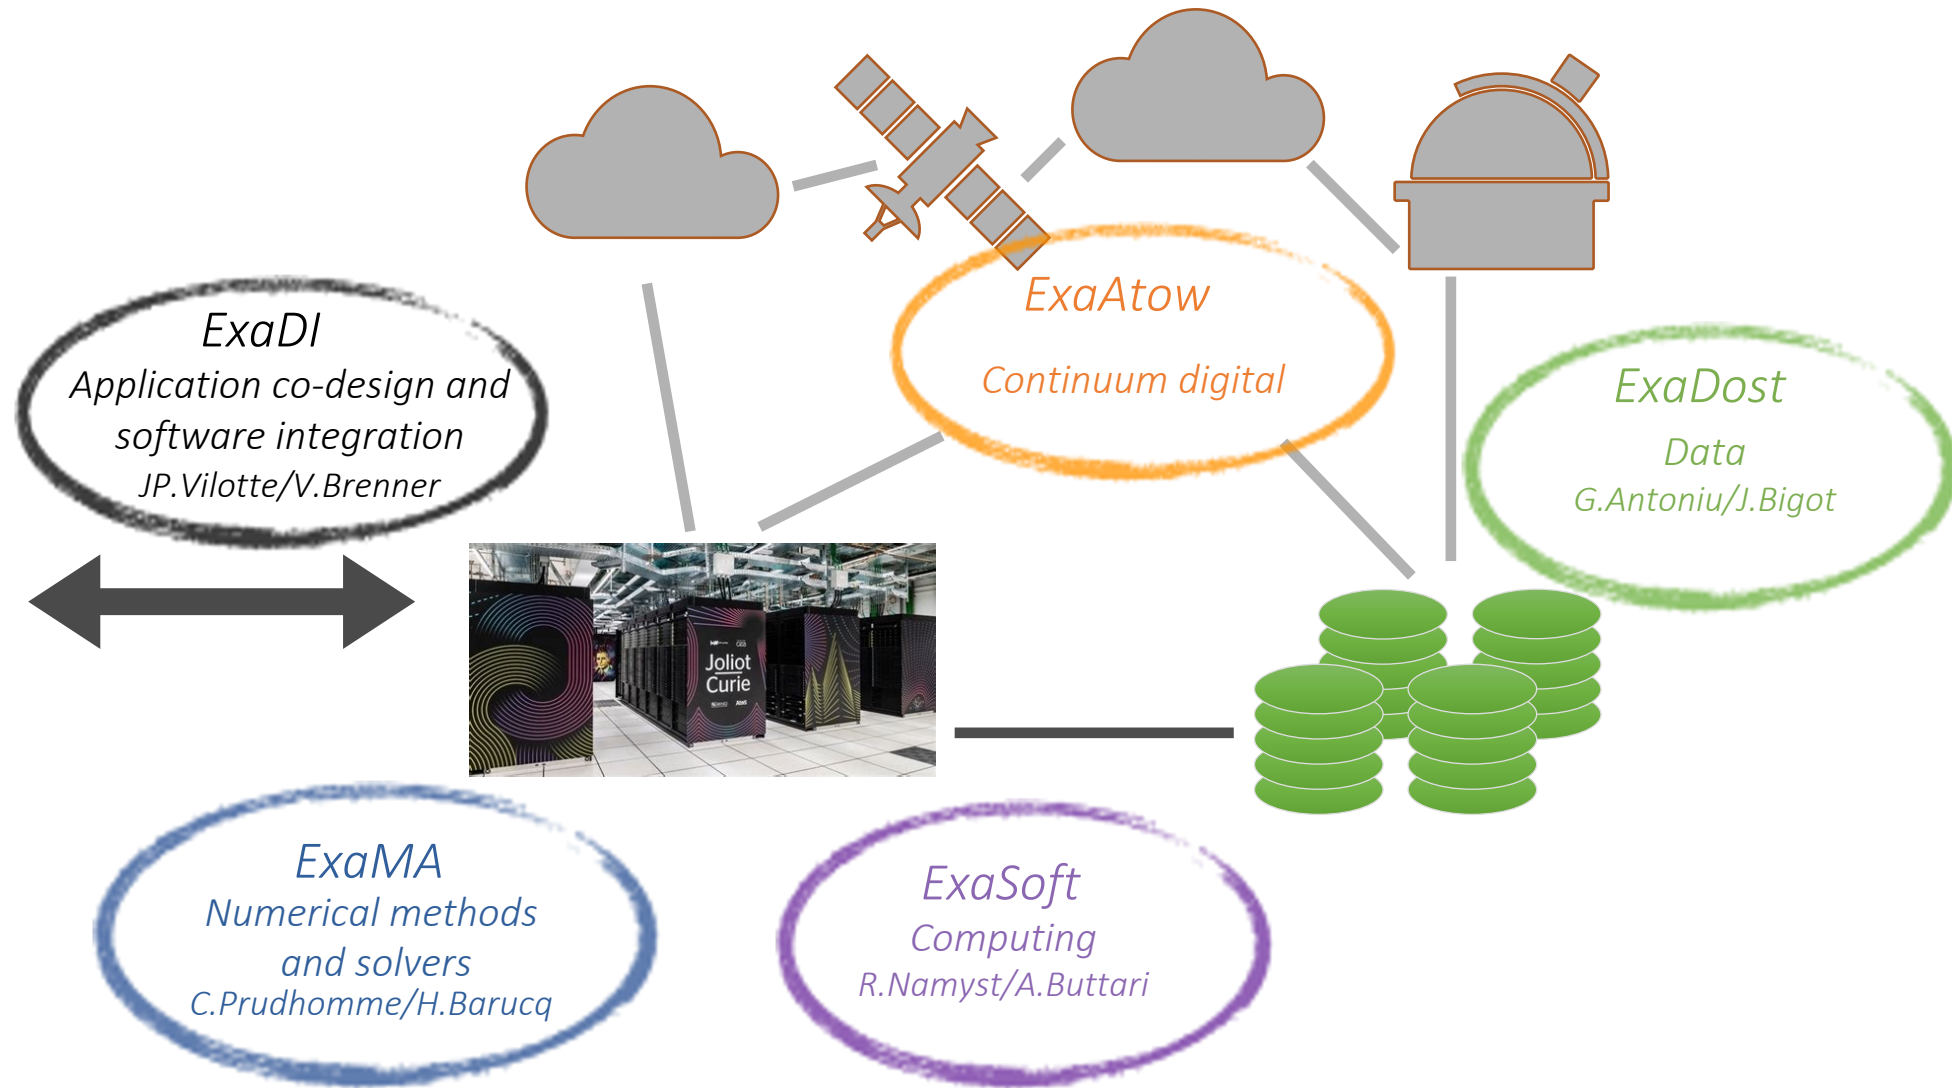 ExaAtow
Continuum digital
ExaDI
Application co-design and
software integration
JP.Vilotte/V.Brenner
ExaDost
Data
G.Antoniu/J.Bigot
Joliot
Curie
ExaMA
Numerical methods
and solvers
C.Prudhomme/H.Barucq
ExaSoft
Computing
R.Namyst/A.Buttari